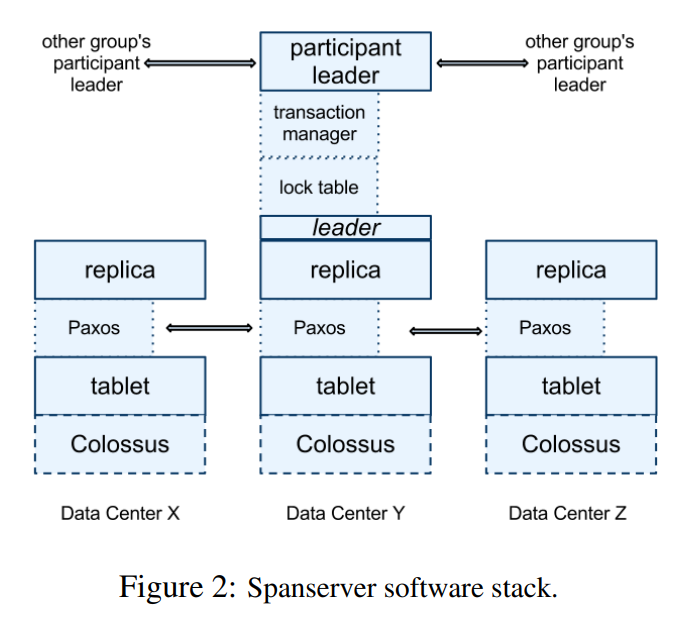 other group's
participant
leader
participant
leader
other group's
participant
leader
transaction
manager
lock table
leader
replica
replica
replica
Paxos
Paxos
Paxos
tablet
tablet
tablet
Colossus
Colossus
Colossus
Data Center X
Data Center Y
Data Center Z
Figure 2: Spanserver software stack.